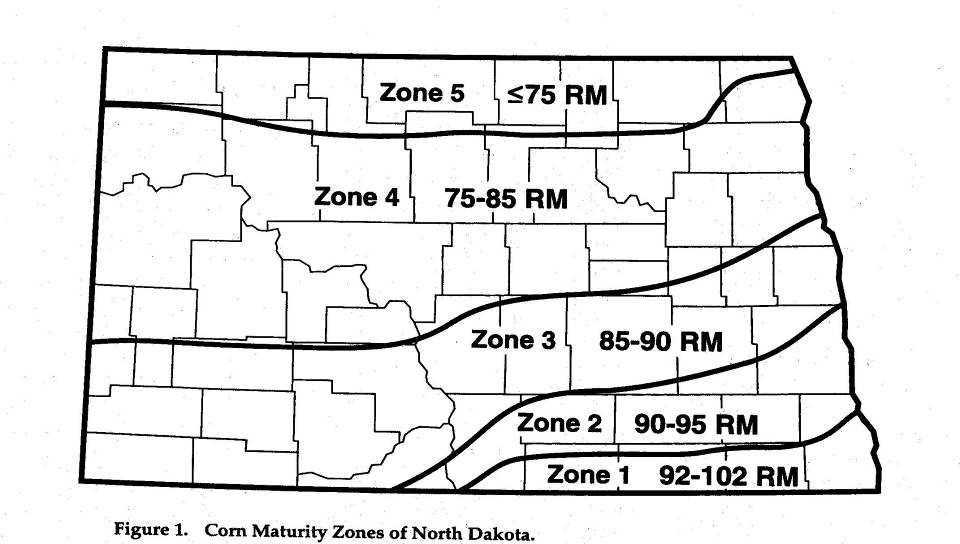 Zone 5 ≤75 RM
Zone 4 75-85 RM
Zone 3 85-90 RM
Zone 2 90-95 RM
Zone 1 92-102 RM
Figure 1. Corn Maturity Zones of North Dakota.